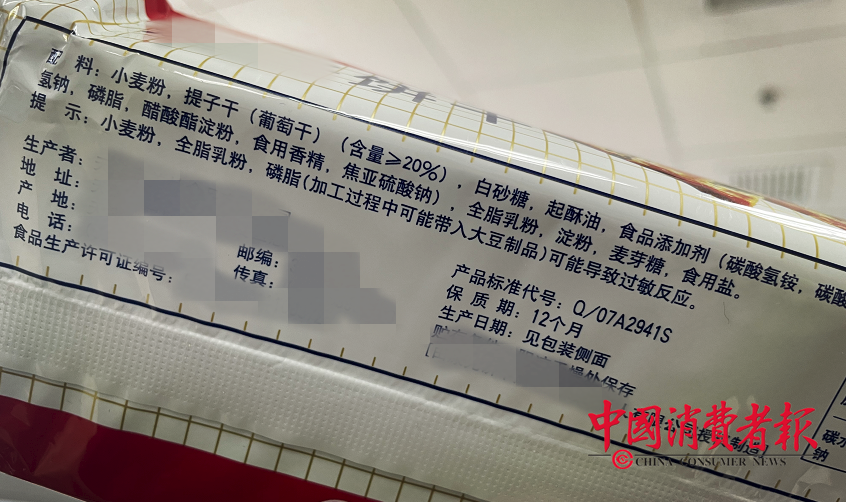 配料：小麦粉，提子干（葡萄干）（含量≥20%），白砂糖，起酥油，食品添加剂（碳酸氢铵，碳酸
氢钠，磷脂，醋酸酯淀粉，食用香精，焦亚硫酸钠），全脂乳粉，淀粉，麦芽糖，食用盐。
提示：小麦粉，全脂乳粉，磷脂(加工过程中可能带入大豆制品)可能导致过敏反应。
生产者：
地址：
产地：
电话：
邮编：
食品生产许可证编号：
传真：
产品标准代号：Q/07A2941S
保质期：12个月
生产日期：见包装侧面
处保存
碳水
钠
中国消费者报
CHINA CONSUMER NEWS